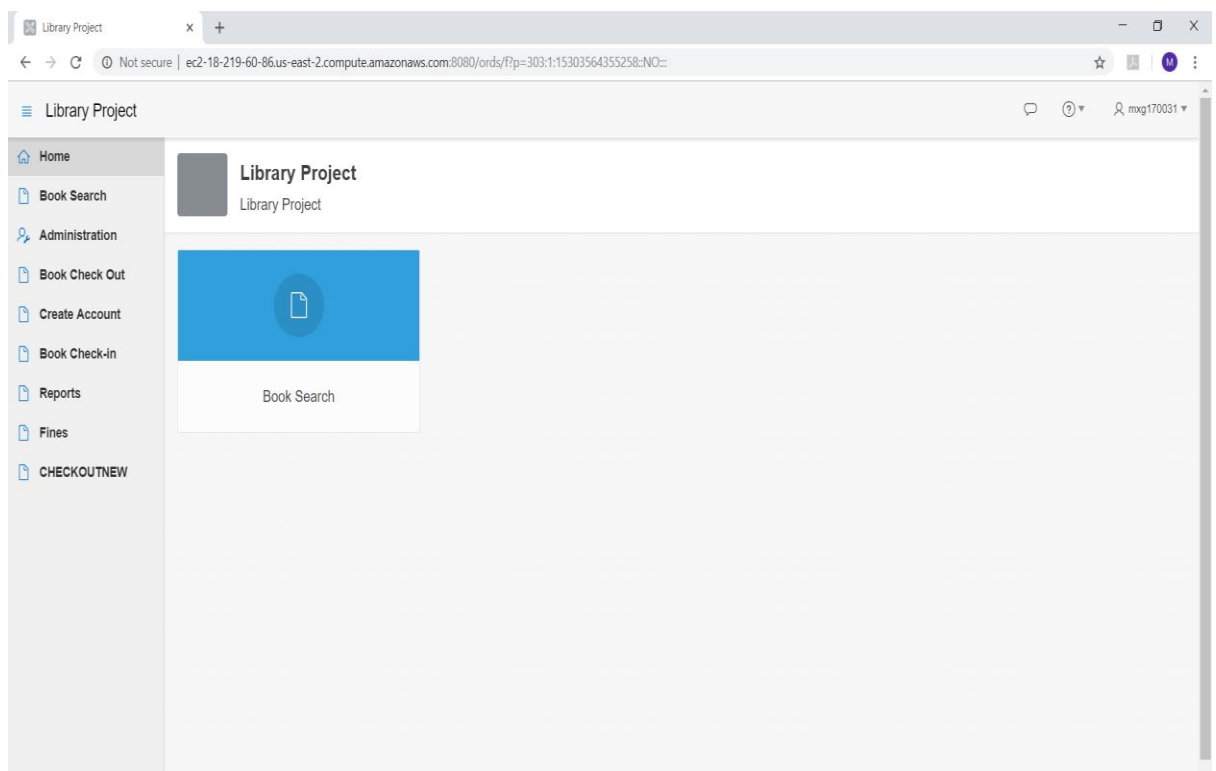 Library Project
Not secure | ec2-18-219-60-86.us-east-2.compute.amazonaws.com:8080/ords/f?p=303:1:15303564355258::NO:::
M
Library Project
mxg170031
Home
Book Search
Administration
Book Check Out
Create Account
Book Check-in
Reports
Fines
CHECKOUTNEW
Library Project
Library Project
Book Search